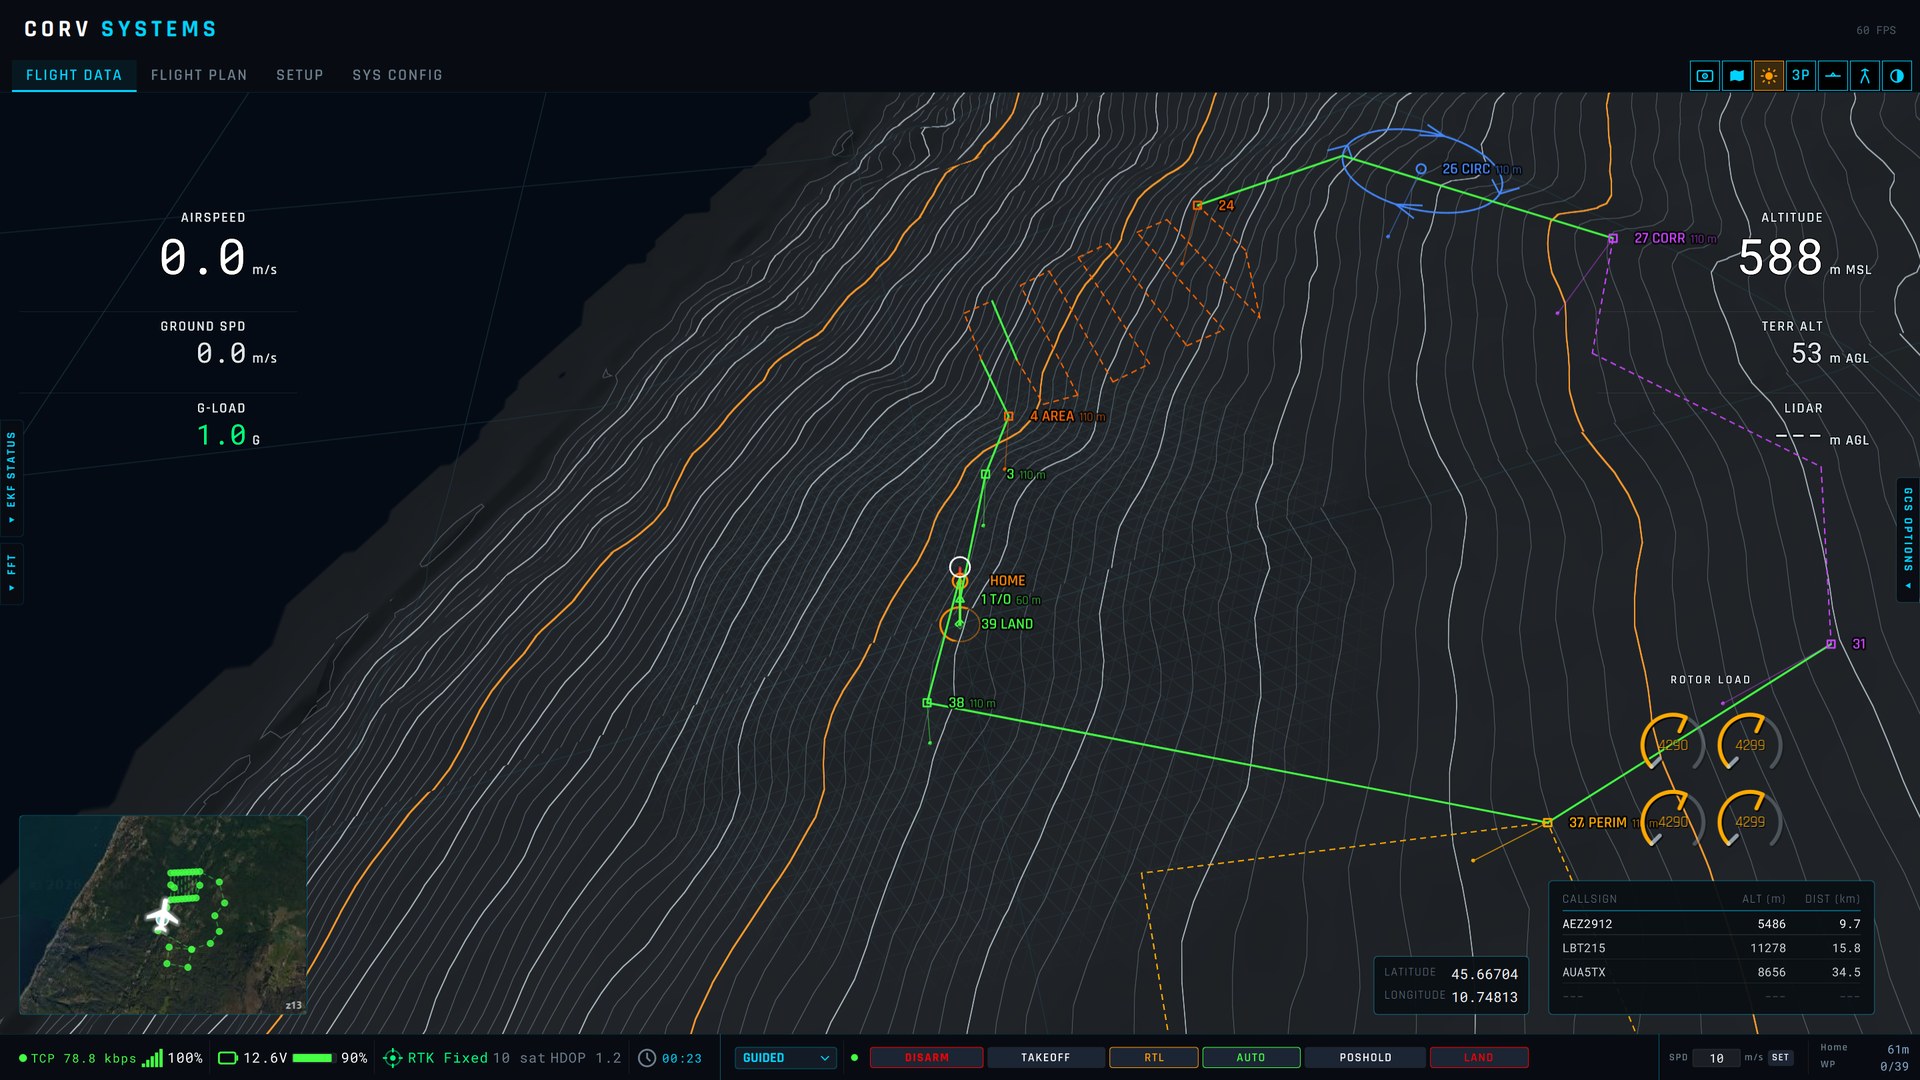 CORV SYSTEMS
60 FPS
FLIGHT DATA
FLIGHT PLAN
SETUP
SYS CONFIG
3P
AIRSPEED
0.0 m/s
GROUND SPD
0.0 m/s
G-LOAD
1.0 G
EKF STATUS
FFT
24
26 CIRC 110 m
27 CORR 110 m
4 AREA 110 m
3 110 m
HOME
1 T/O 60 m
39 LAND
38 110 m
31
37 PERIM
ALTITUDE
588 m MSL
TERR ALT
53 m AGL
LIDAR
--- m AGL
GCS OPTIONS
ROTOR LOAD
4290 4299
4290 4299
z13
LATITUDE 45.66704
LONGITUDE 10.74813
CALLSIGN ALT (m) DIST (km)
AEZ2912 5486 9.7
LBT215 11278 15.8
AUA5TX 8656 34.5
--- --- ---
TCP 78.8 kbps 100% 12.6V 90% RTK Fixed 10 sat HDOP 1.2 00:23
GUIDED
DISARM
TAKEOFF
RTL
AUTO
POSHOLD
LAND
SPD 10 m/s SET
Home 61m
WP 0/39